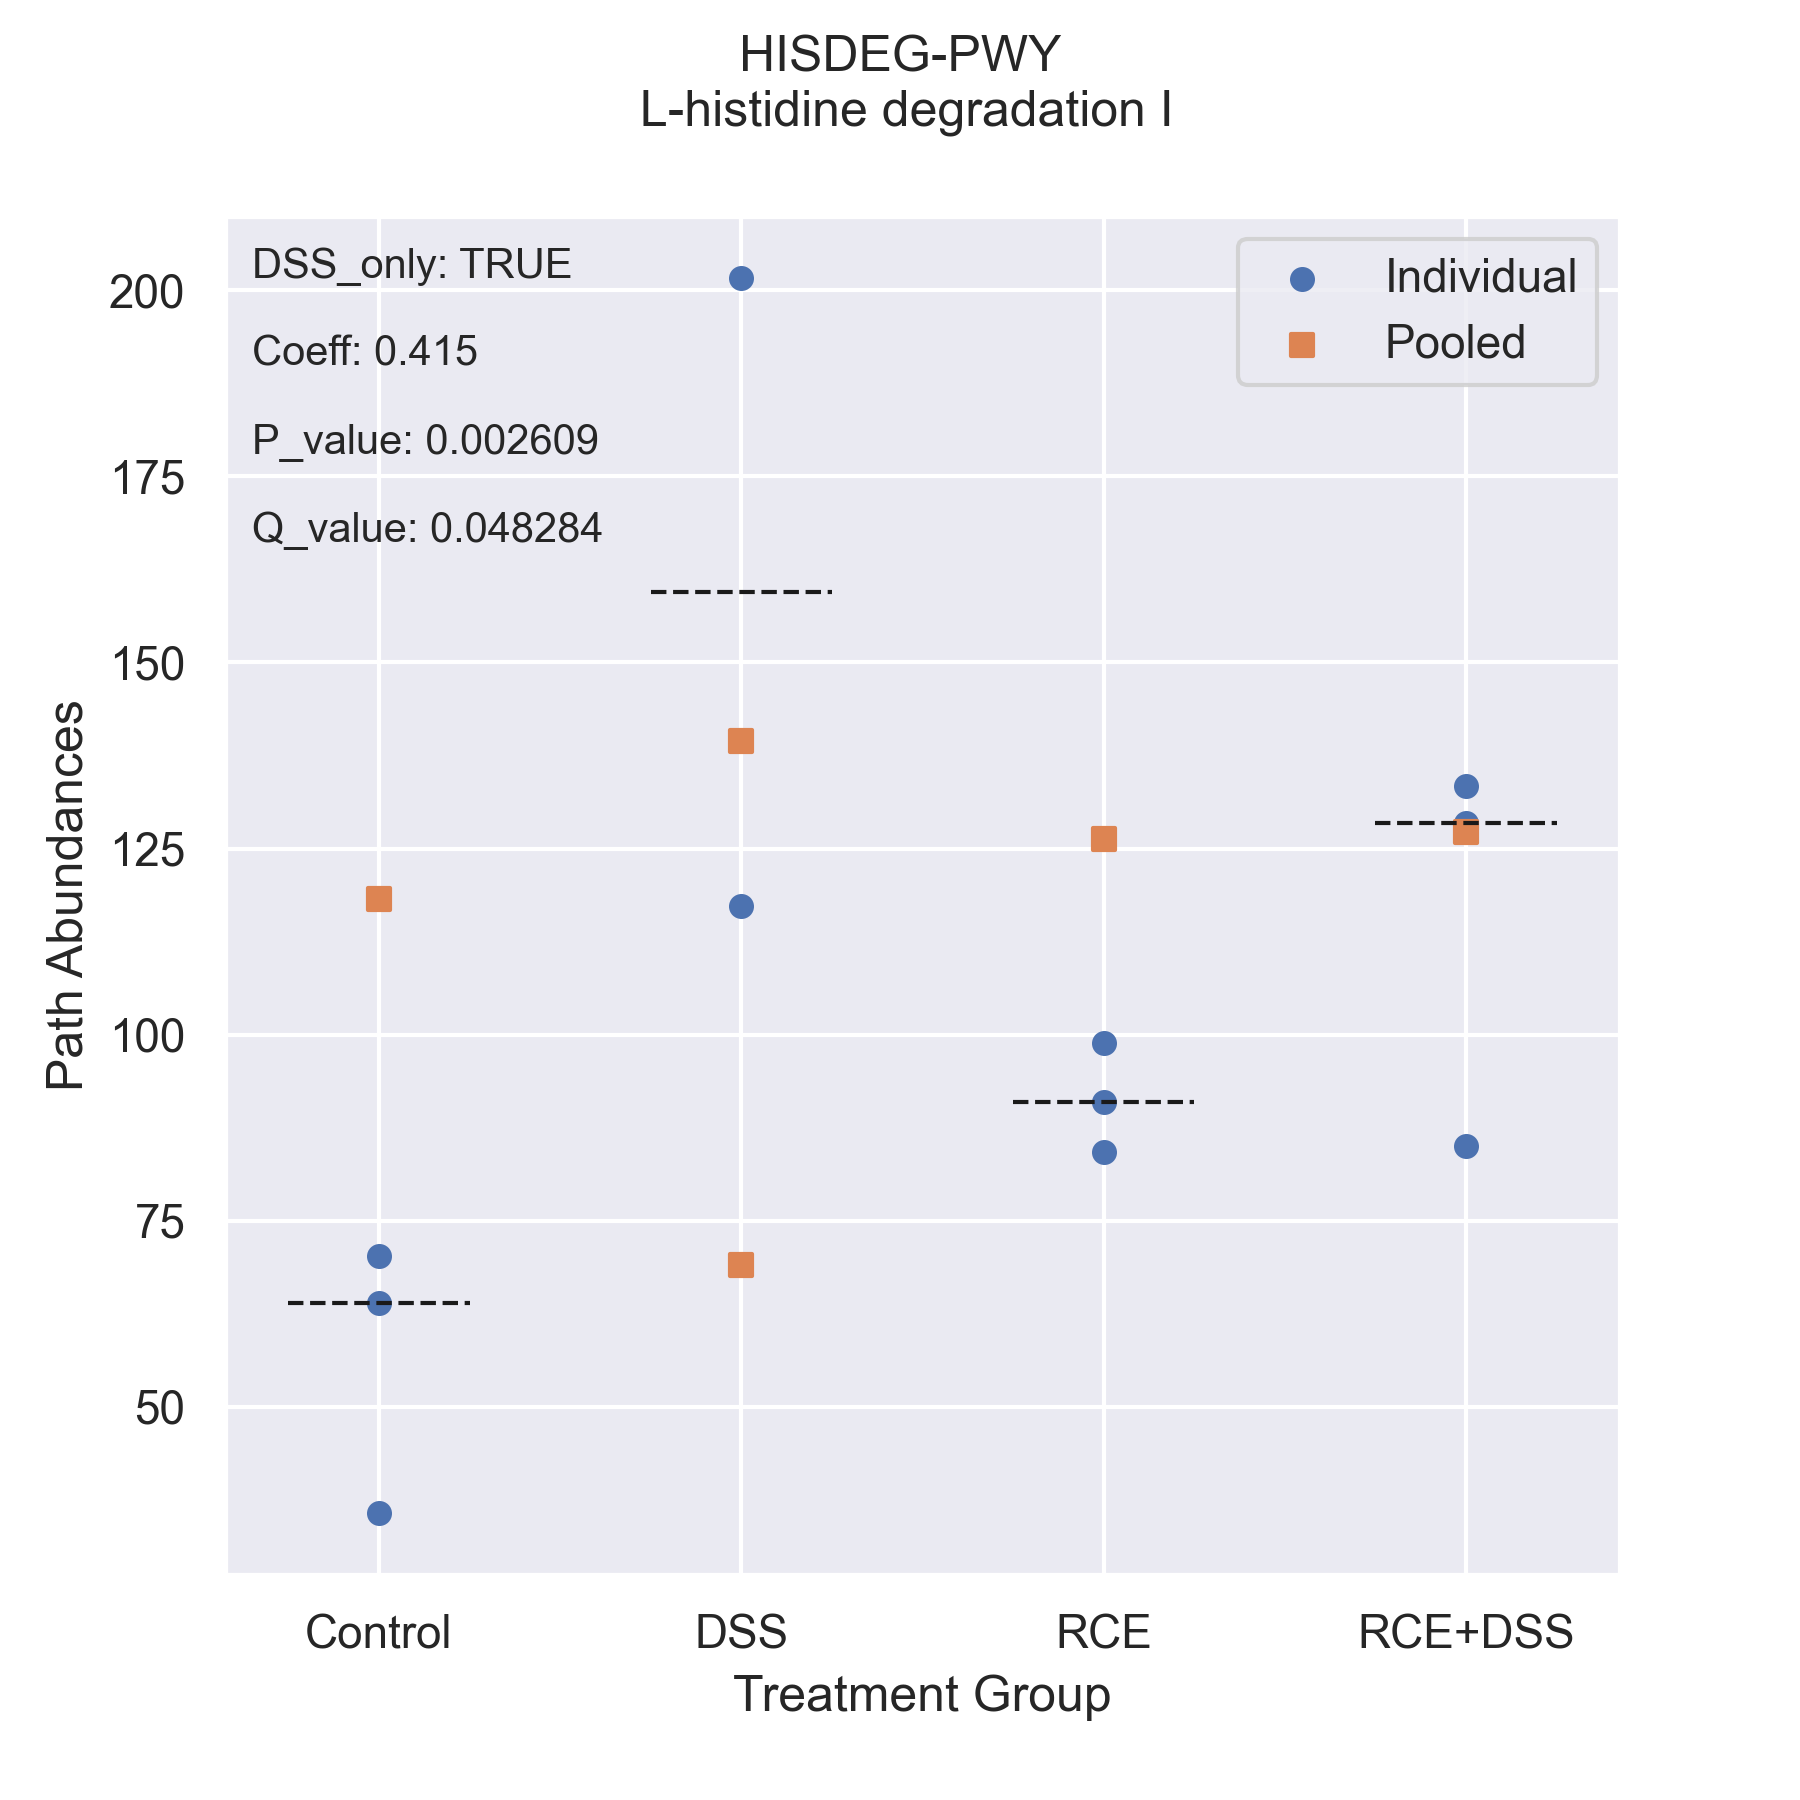 HISDEG-PWY
L-histidine degradation I
DSS_only: TRUE
Coeff: 0.415
P_value: 0.002609
Q_value: 0.048284
Individual
Pooled
Path Abundances
200
175
150
125
100
75
50
Control
DSS
RCE
RCE+DSS
Treatment Group